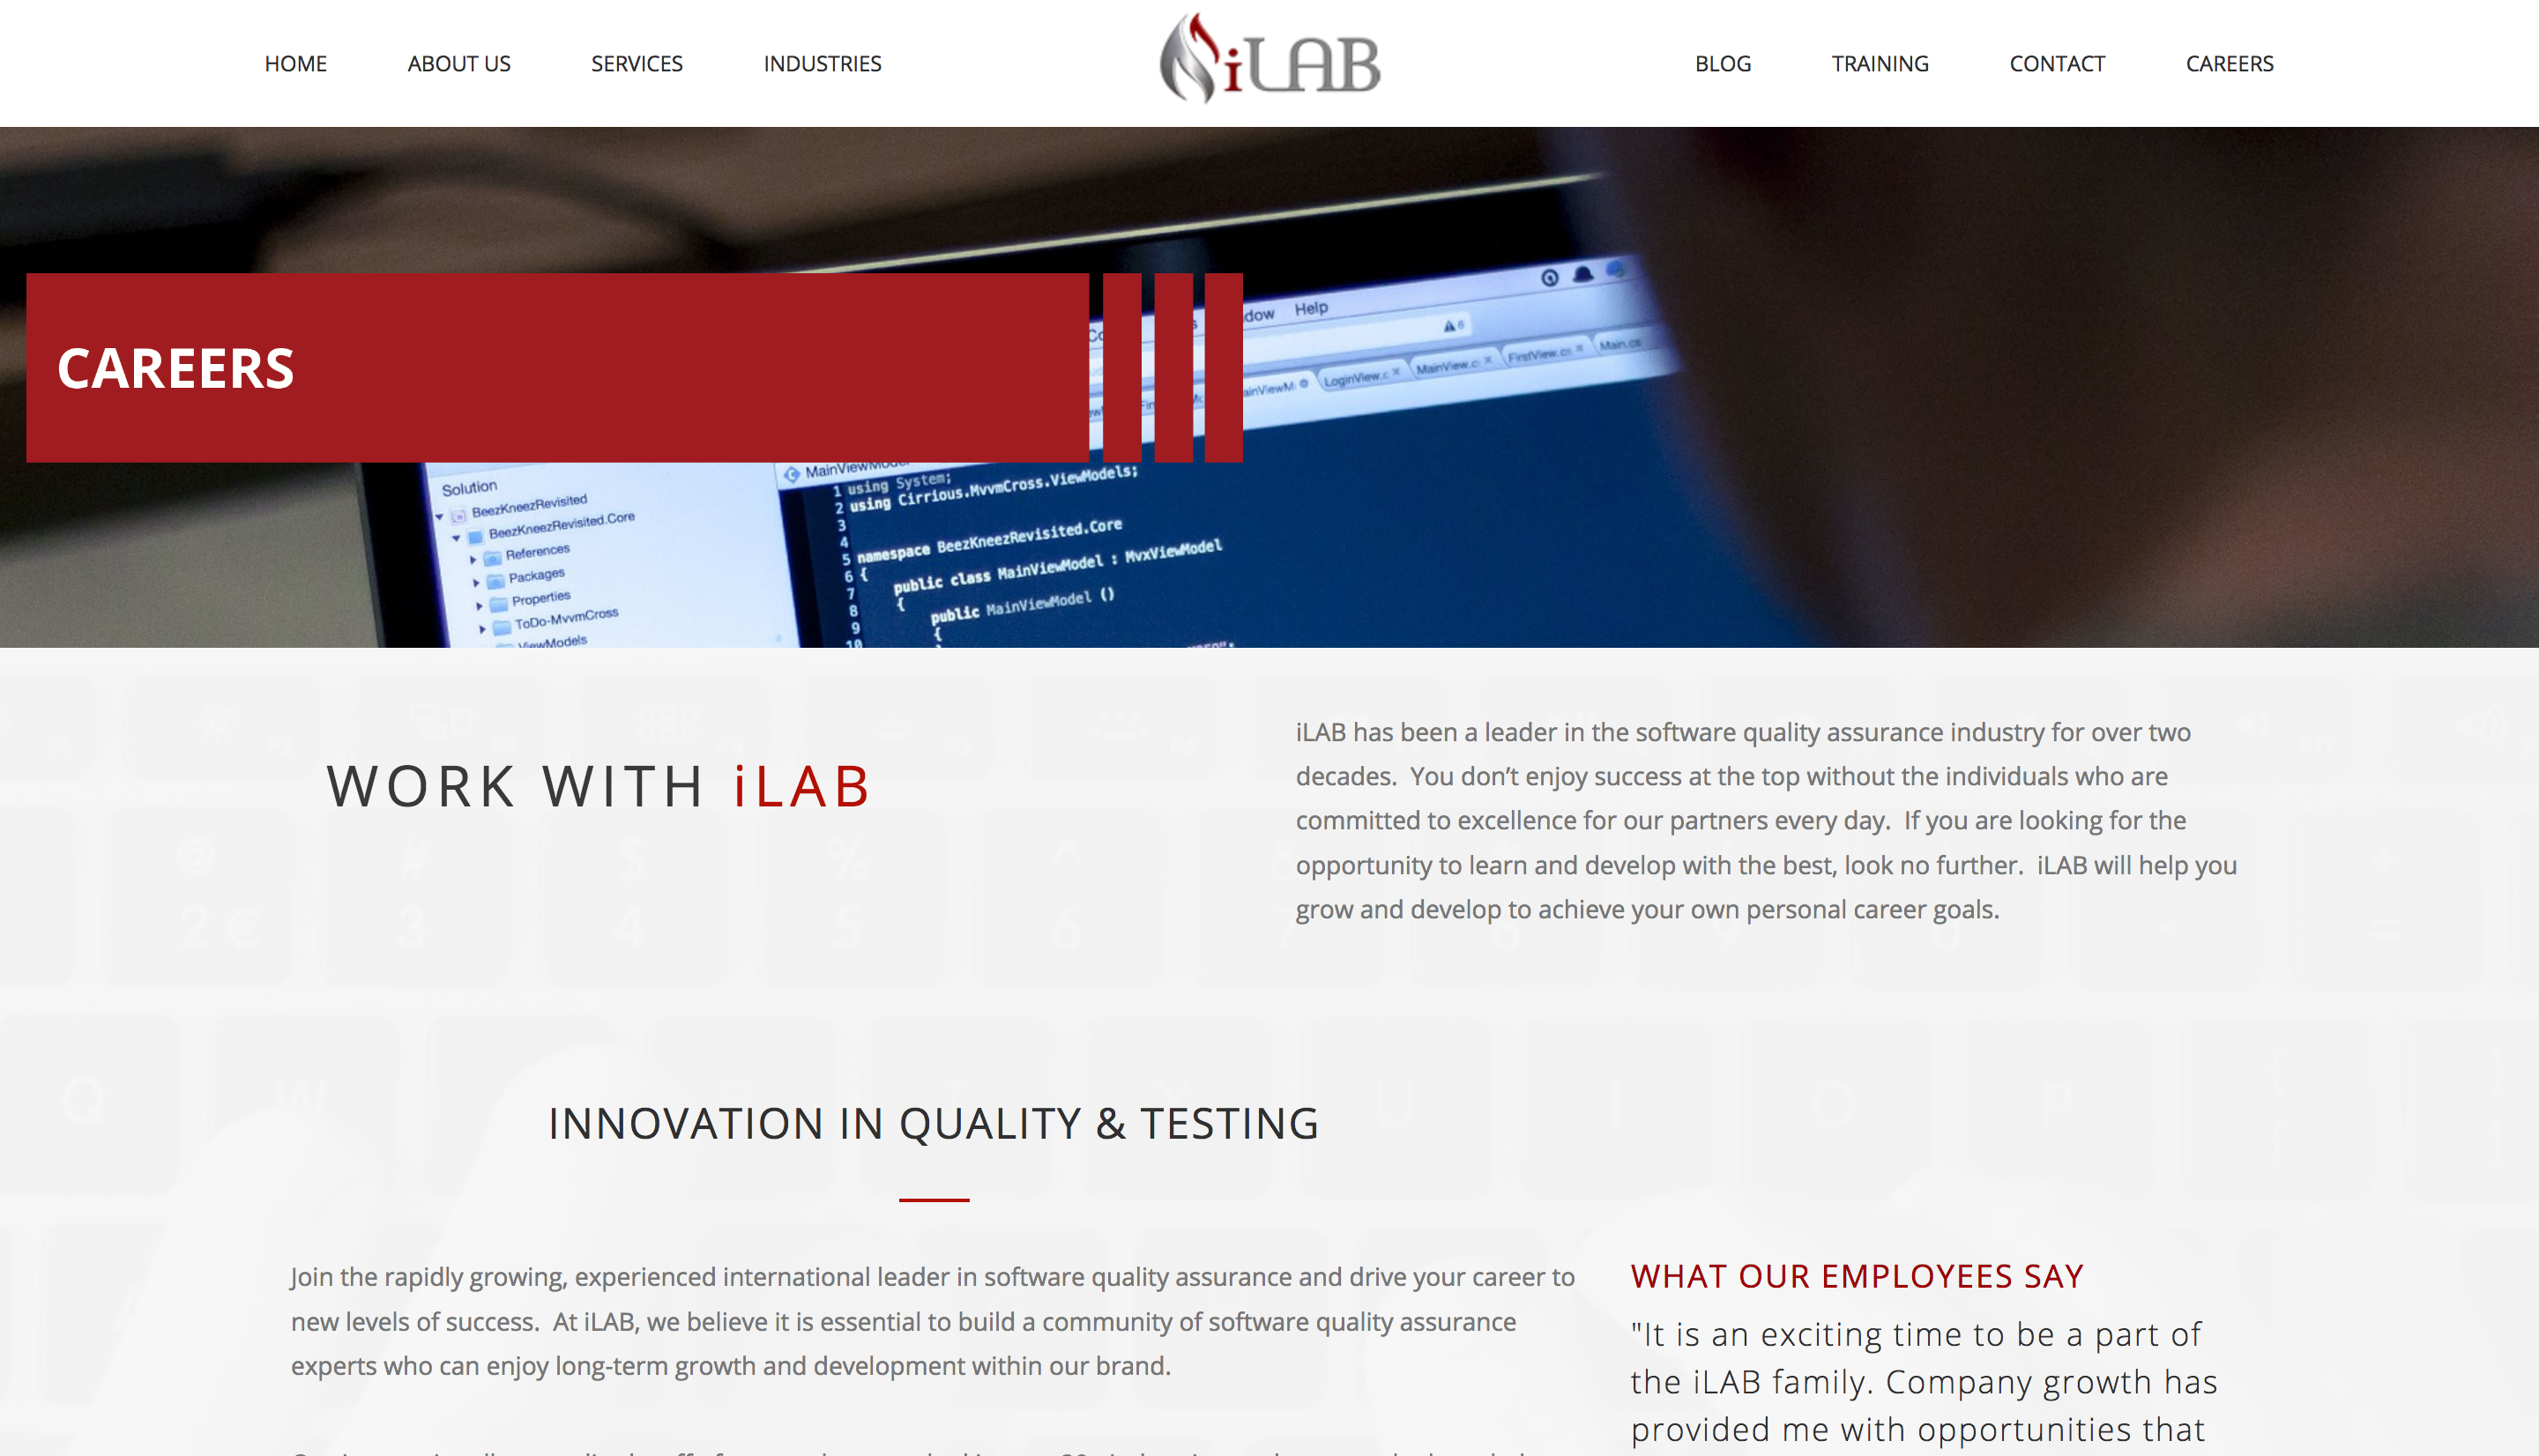 HOME ABOUT US SERVICES INDUSTRIES iLAB BLOG TRAINING CONTACT CAREERS
Help
dow
6
LoginView.c × MainView.c × FirstView.cs × Main.cs
CAREERS
MainViewModel
Solution
BeezKneezRevisited
BeezKneezRevisited.Core
References
Packages
Properties
ToDo-MvvmCross
ViewModels
1 using System;
2 using Cirrious.MvvmCross.ViewModels;
3
4
5 namespace BeezKneezRevisited.Core
6 {
7 public class MainViewModel : MvxViewModel
8 {
9 public MainViewModel ()
10 {
WORK WITH iLAB
iLAB has been a leader in the software quality assurance industry for over two
decades. You don’t enjoy success at the top without the individuals who are
committed to excellence for our partners every day. If you are looking for the
opportunity to learn and develop with the best, look no further. iLAB will help you
grow and develop to achieve your own personal career goals.
INNOVATION IN QUALITY & TESTING
Join the rapidly growing, experienced international leader in software quality assurance and drive your career to
new levels of success. At iLAB, we believe it is essential to build a community of software quality assurance
experts who can enjoy long-term growth and development within our brand.
WHAT OUR EMPLOYEES SAY
"It is an exciting time to be a part of
the iLAB family. Company growth has
provided me with opportunities that